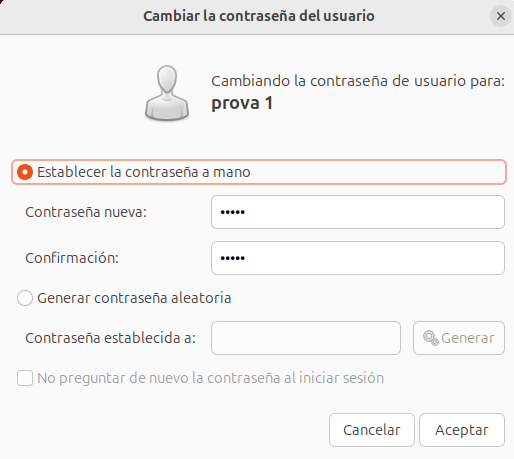 Cambiar la contraseña del usuario
Cambiando la contraseña de usuario para:
prova 1
Establecer la contraseña a mano
Contraseña nueva: •••••
Confirmación: •••••
Generar contraseña aleatoria
Contraseña establecida a: Generar
No preguntar de nuevo la contraseña al iniciar sesión
Cancelar Aceptar